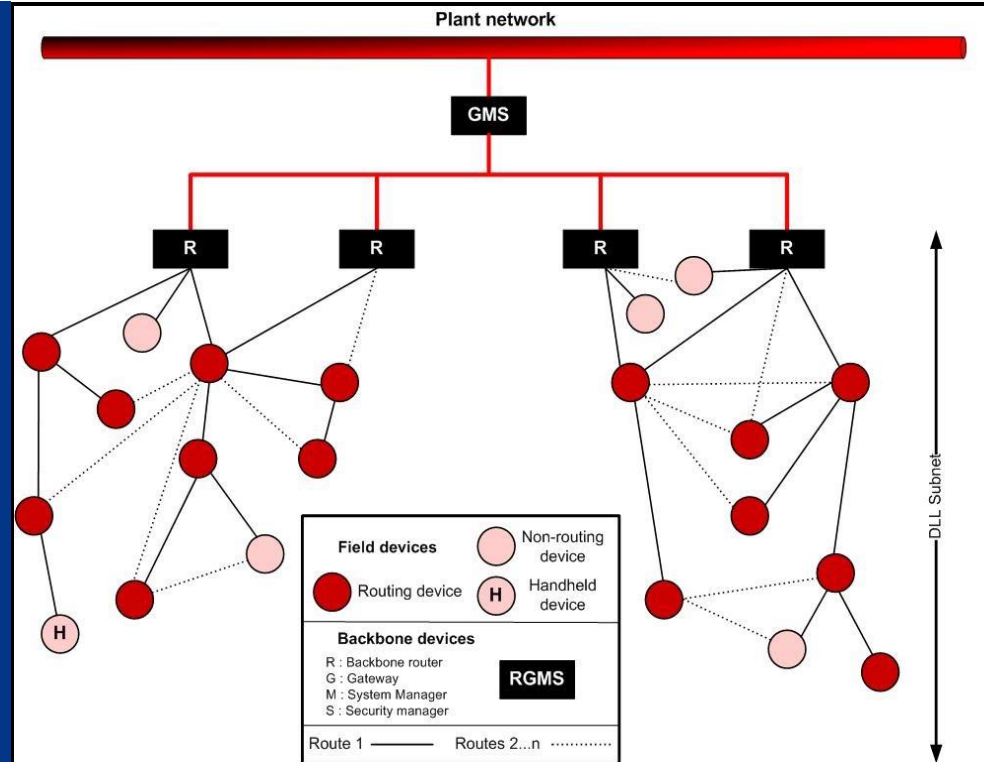 Plant network
GMS
R
R
R
R
DLL Subnet
H
Field devices
Non-routing
device
Routing device
H
Handheld
device
Backbone devices
R : Backbone router
G : Gateway
M : System Manager
S : Security manager
RGMS
Route 1
Routes 2...n